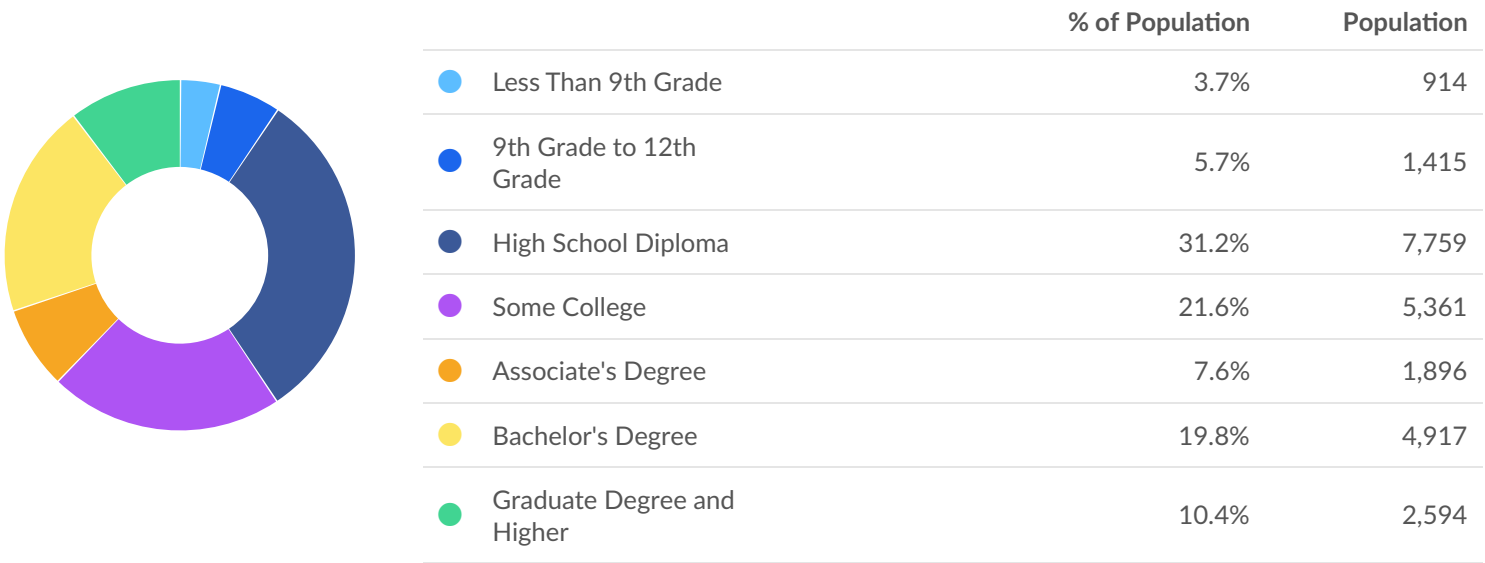 % of Population Population
Less Than 9th Grade 3.7% 914
9th Grade to 12th
Grade 5.7% 1,415
High School Diploma 31.2% 7,759
Some College 21.6% 5,361
Associate's Degree 7.6% 1,896
Bachelor's Degree 19.8% 4,917
Graduate Degree and
Higher 10.4% 2,594